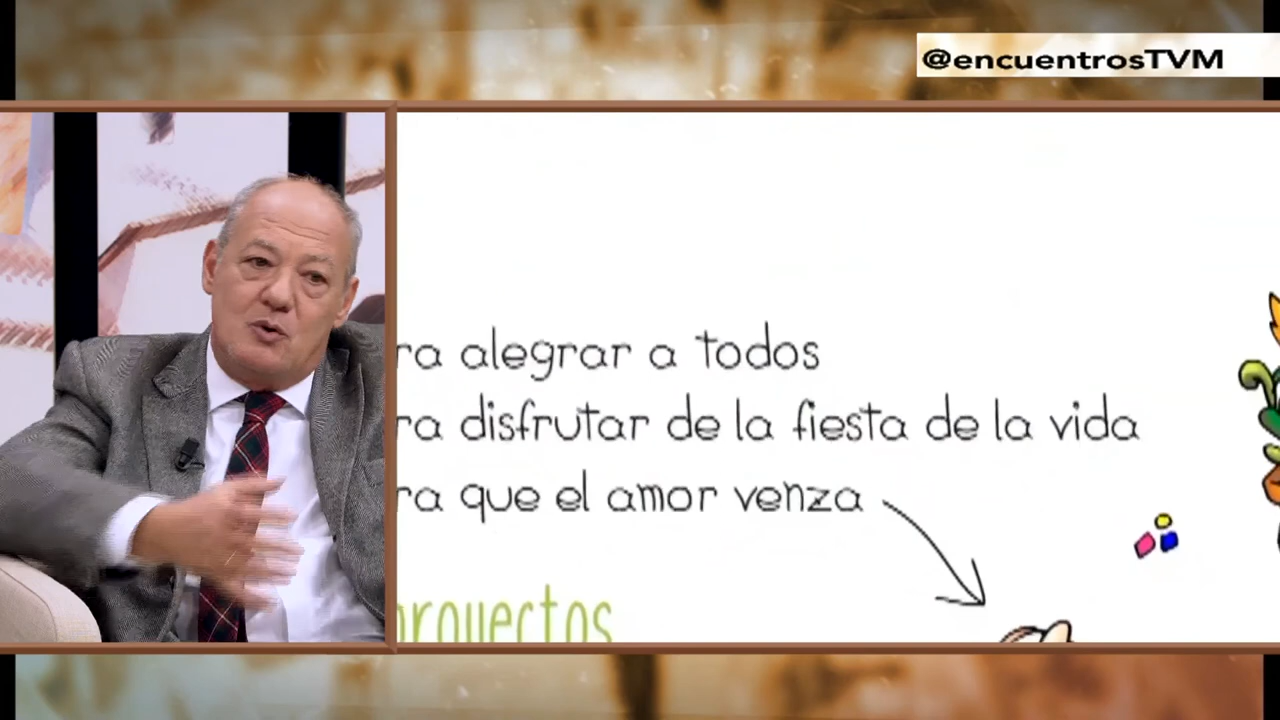 @encuentrosTVM
ra alegrar a todos
ra disfrutar de la fiesta de la vida
ra que el amor venza
proyectos